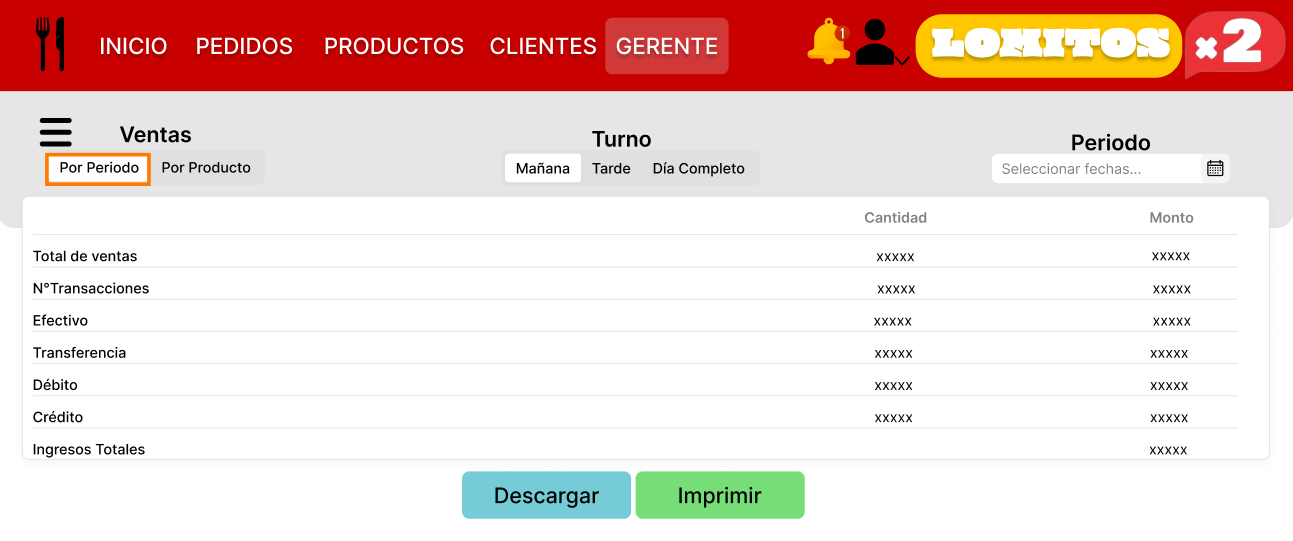 INICIO PEDIDOS PRODUCTOS CLIENTES GERENTE 1 LOMITOS x2
Ventas Turno Periodo
Por Periodo Por Producto Mañana Tarde Día Completo Seleccionar fechas...
Cantidad Monto
Total de ventas xxxxx xxxxx
N°Transacciones xxxxx xxxxx
Efectivo xxxxx xxxxx
Transferencia xxxxx xxxxx
Débito xxxxx xxxxx
Crédito xxxxx xxxxx
Ingresos Totales xxxxx
Descargar Imprimir